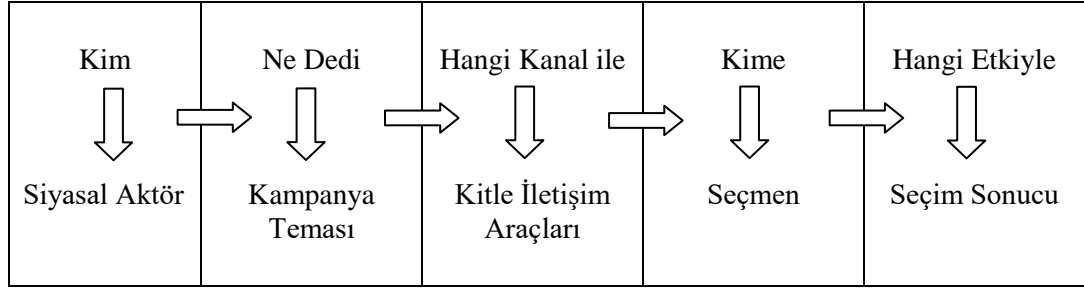 Kim
Ne Dedi
Hangi Kanal ile
Kime
Hangi Etkiyle
Siyasal Aktör
Kampanya
Teması
Kitle İletişim
Araçları
Seçmen
Seçim Sonucu